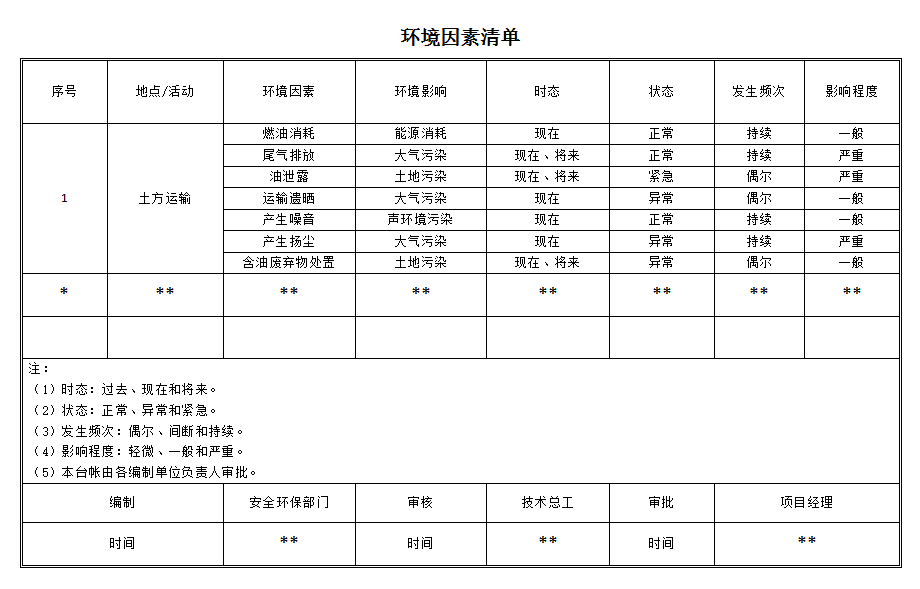 环境因素清单
序号 地点/活动 环境因素 环境影响 时态 状态 发生频次 影响程度
1 土方运输 燃油消耗 能源消耗 现在 正常 持续 一般
尾气排放 大气污染 现在、将来 正常 持续 严重
油泄露 土地污染 现在、将来 紧急 偶尔 严重
运输遗晒 大气污染 现在 异常 偶尔 一般
产生噪音 声环境污染 现在 正常 持续 一般
产生扬尘 大气污染 现在 异常 持续 严重
含油废弃物处置 土地污染 现在、将来 异常 偶尔 一般
* ** ** ** ** ** ** **
注：
（1）时态：过去、现在和将来。
（2）状态：正常、异常和紧急。
（3）发生频次：偶尔、间断和持续。
（4）影响程度：轻微、一般和严重。
（5）本台帐由各编制单位负责人审批。
编制 安全环保部门 审核 技术总工 审批 项目经理
时间 ** 时间 ** 时间 **